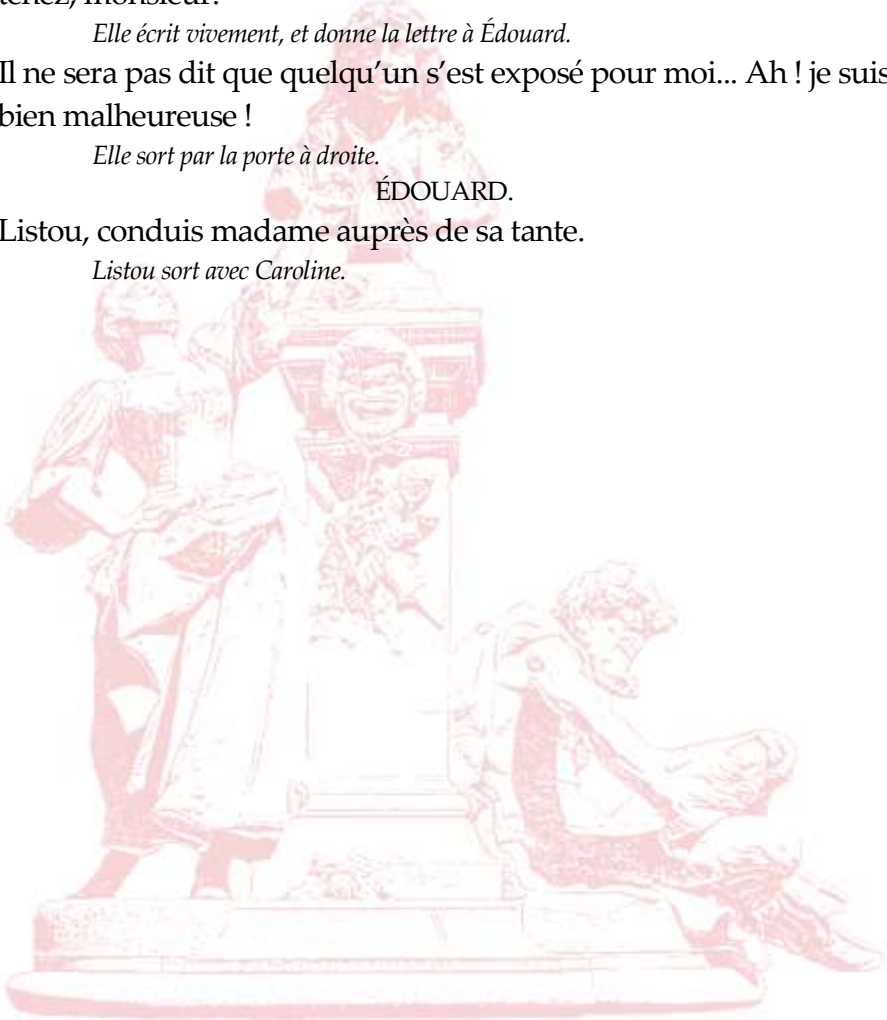 tenez, monsieur.
Elle écrit vivement, et donne la lettre à Édouard.
Il ne sera pas dit que quelqu’un s’est exposé pour moi... Ah ! je suis
bien malheureuse !
Elle sort par la porte à droite.
ÉDOUARD.
Listou, conduis madame auprès de sa tante.
Listou sort avec Caroline.